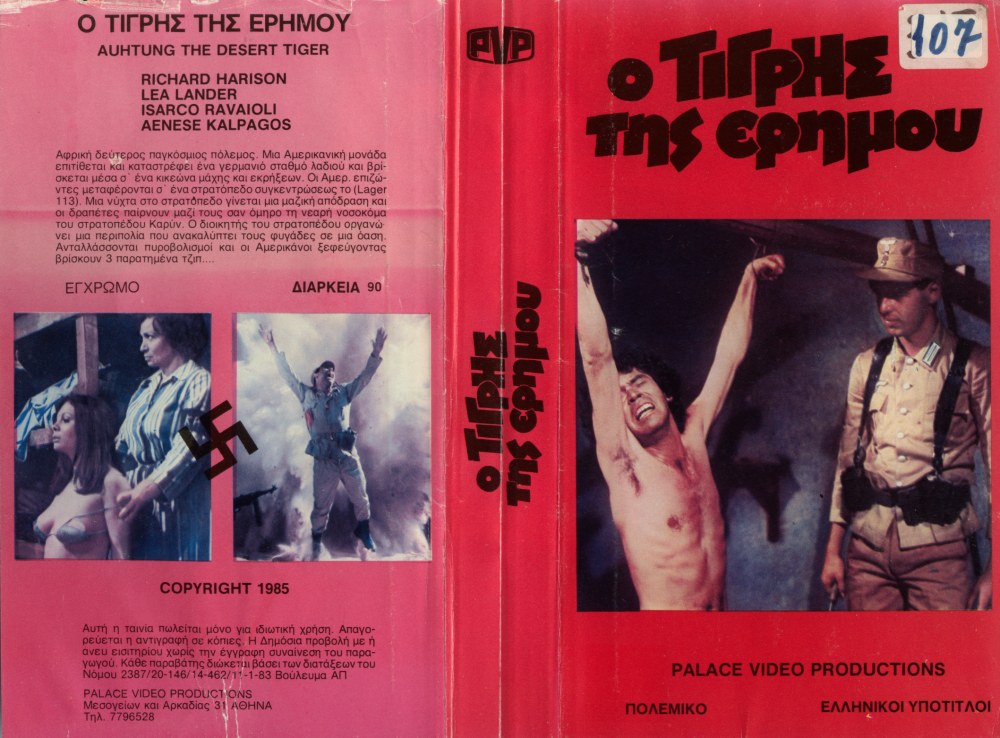 Ο ΤΙΓΡΗΣ ΤΗΣ ΕΡΗΜΟΥ
AUHTUNG THE DESERT TIGER
RICHARD HARISON
LEA LANDER
ISARCO RAVAIOLI
AENESE KALPAGOS
Αφρική δεύτερος παγκόσμιος πόλεμος. Μια Αμερικανική μονάδα
επιτίθεται και καταστρέφει ένα γερμανιό σταθμό λαδιού και βρί-
σκεται μέσα σ΄ ένα κικεώνα μάχης και εκρήξεων. Οι Αμερ. επιζώ-
ντες μεταφέρονται σ΄ ένα στρατόπεδο συγκεντρώσεως το (Lager
113). Μια νύχτα στο στρατόπεδο γίνεται μια μαζική απόδραση και
οι δραπέτες παίρνουν μαζί τους σαν όμηρο τη νεαρή νοσοκόμα
του στρατοπέδου Καρύν. Ο διοικητής του στρατοπέδου οργανώ-
νει μια περιπολία που ανακαλύπτει τους φυγάδες σε μια όαση.
Ανταλλάσσονται πυροβολισμοί και οι Αμερικάνοι ξεφεύγοντας
βρίσκουν 3 παρατημένα τζιπ....
ΕΓΧΡΩΜΟ
ΔΙΑΡΚΕΙΑ 90
COPYRIGHT 1985
Αυτή η ταινία πωλείται μόνο για ιδιωτική χρήση. Απαγο-
ρεύεται η αντιγραφή σε κόπιες. Η Δημόσια προβολή με ή
άνευ εισιτηρίου χωρίς την έγγραφη συναίνεση του παρα-
γωγού. Κάθε παραβάτης διώκεται βάσει των διατάξεων του
Νόμου 2387/20-146/14-462/11-1-83 Βούλευμα ΑΠ
PALACE VIDEO PRODUCTIONS
Μεσογείων και Αρκαδίας 31 ΑΘΗΝΑ
Τηλ. 7796528
PVP
Ο ΤΙΓΡΗΣ
της ερημου
107
Ο ΤΙΓΡΗΣ
της ερημου
PALACE VIDEO PRODUCTIONS
ΠΟΛΕΜΙΚΟ
ΕΛΛΗΝΙΚΟΙ ΥΠΟΤΙΤΛΟΙ